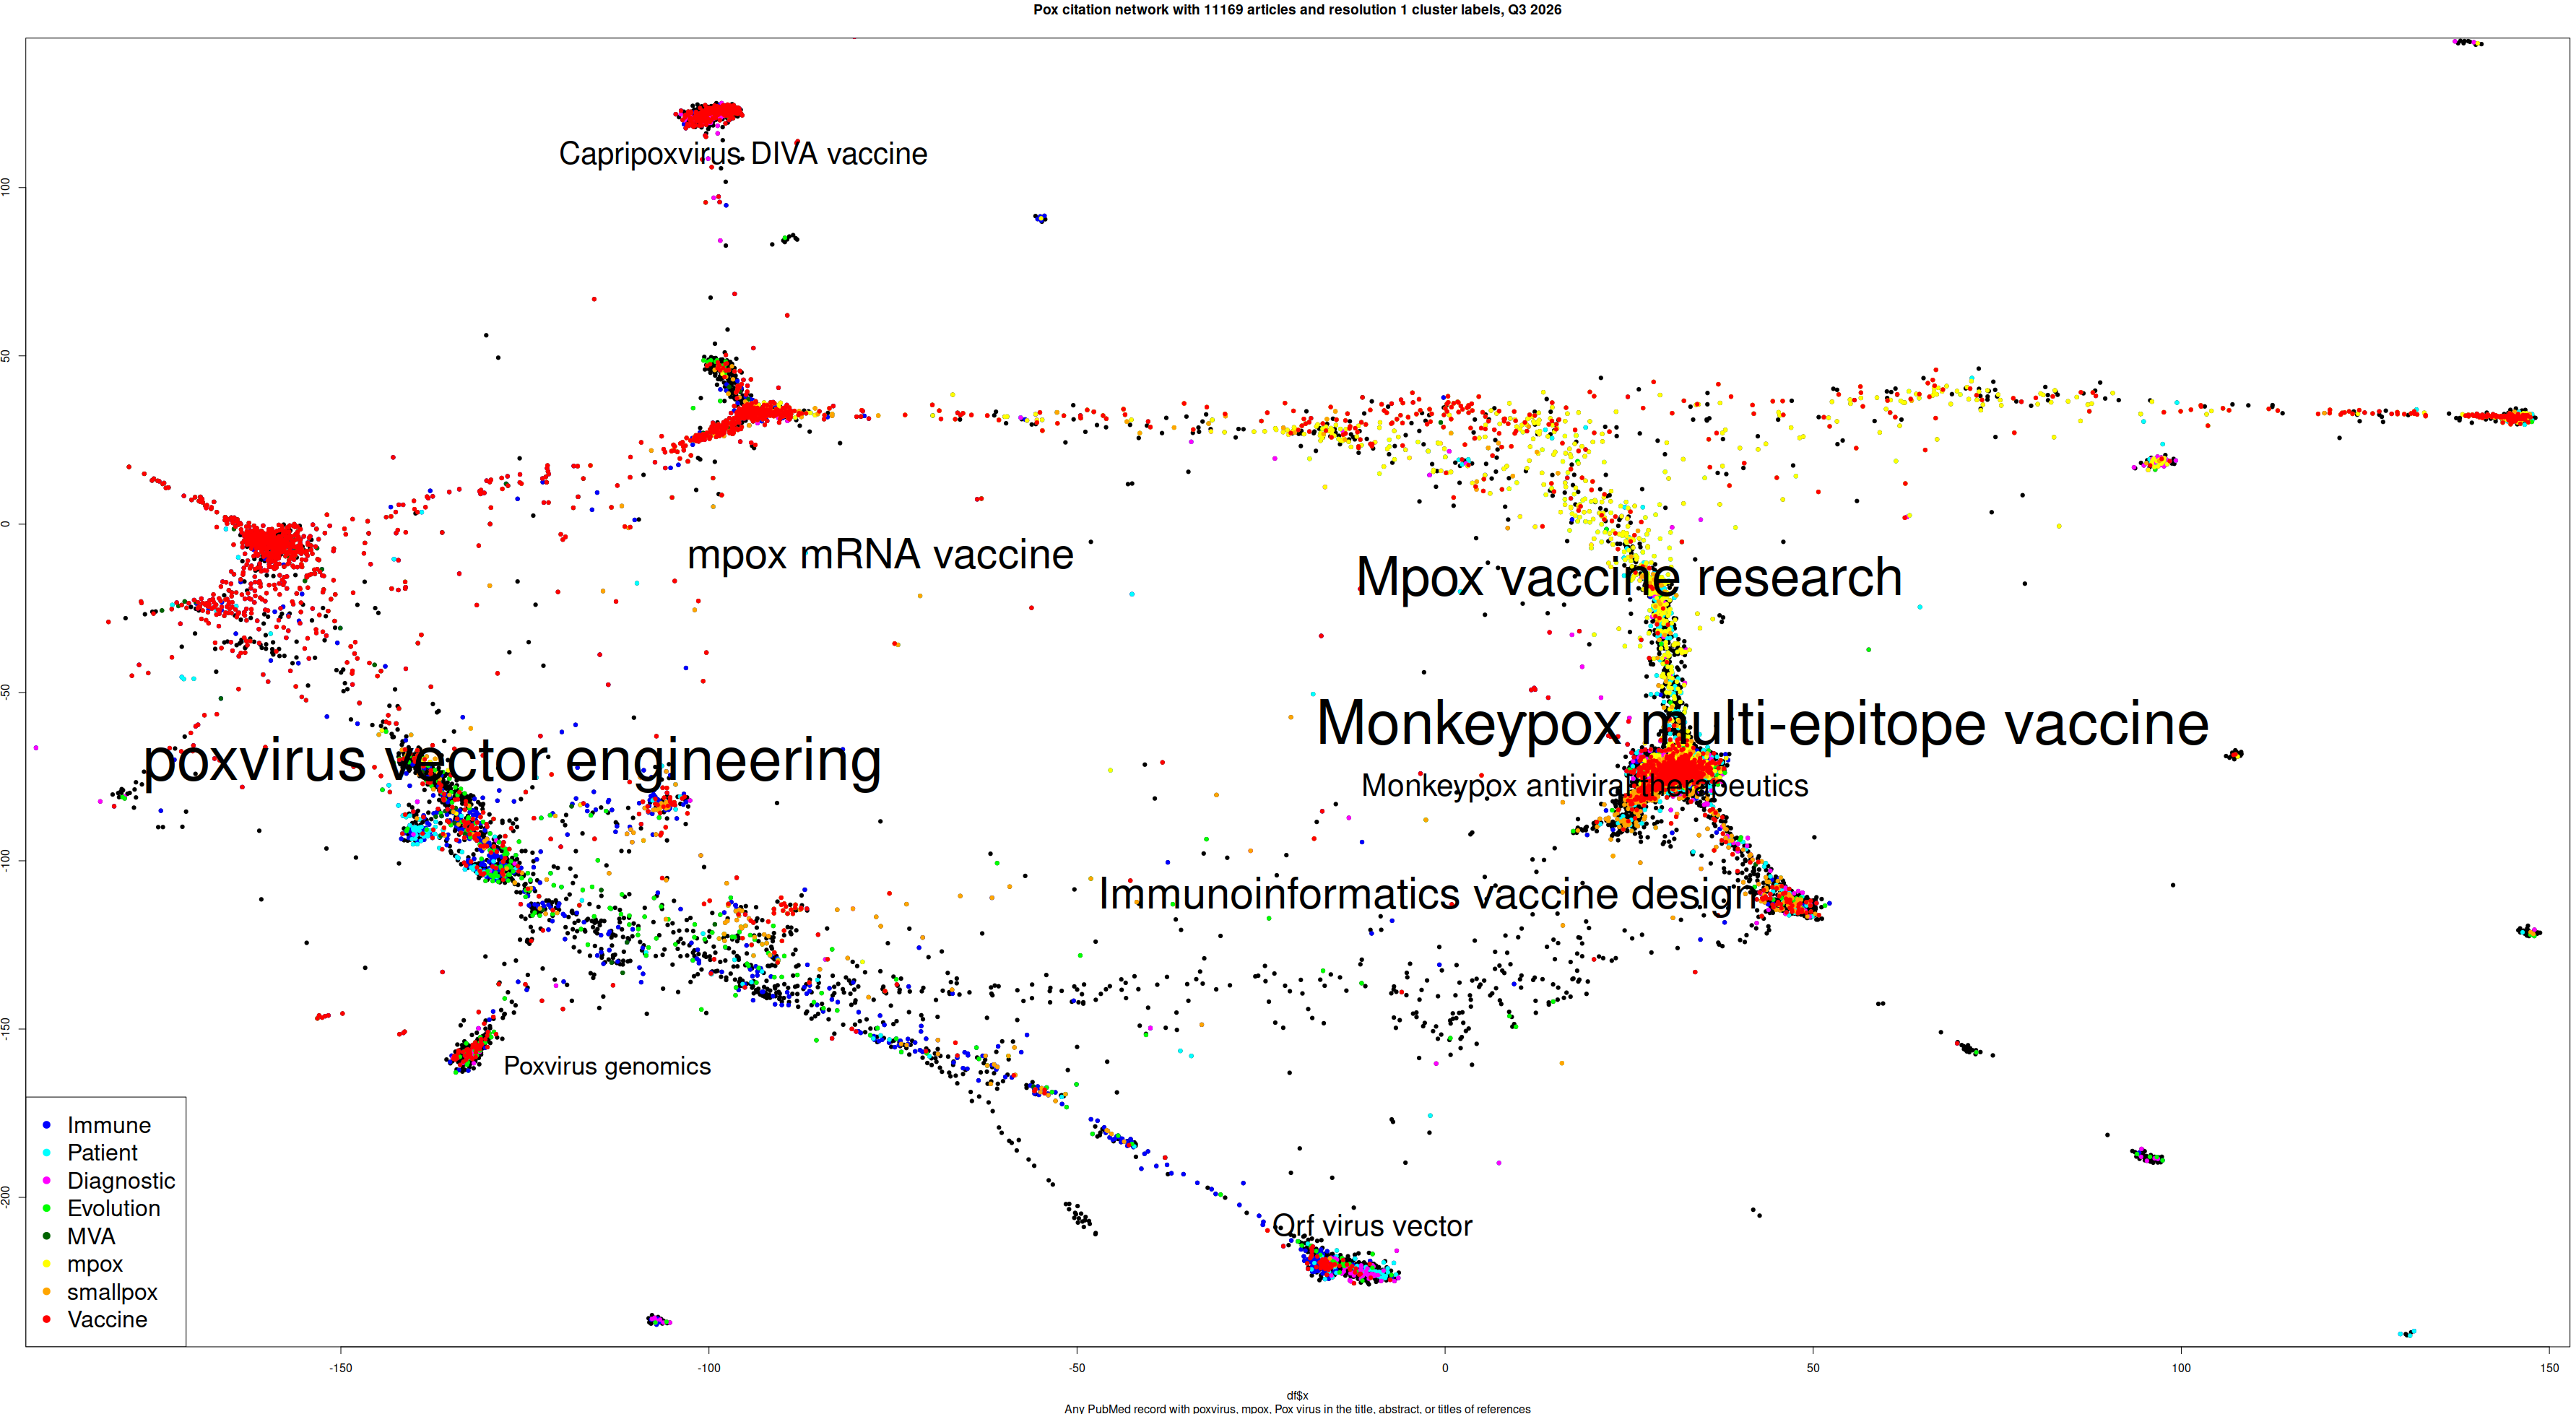 Pox citation network with 11169 articles and resolution 1 cluster labels, Q3 2026
Capripoxvirus DIVA vaccine
mpox mRNA vaccine
Mpox vaccine research
Monkeypox multi-epitope vaccine
poxvirus vector engineering
Monkeypox antiviral therapeutics
Immunoinformatics vaccine design
Poxvirus genomics
Orf virus vector
Immune
Patient
Diagnostic
Evolution
MVA
mpox
smallpox
Vaccine
100
50
0
-50
-100
-150
-200
-150
-100
-50
0
50
100
150
df$x
Any PubMed record with poxvirus, mpox, Pox virus in the title, abstract, or titles of references